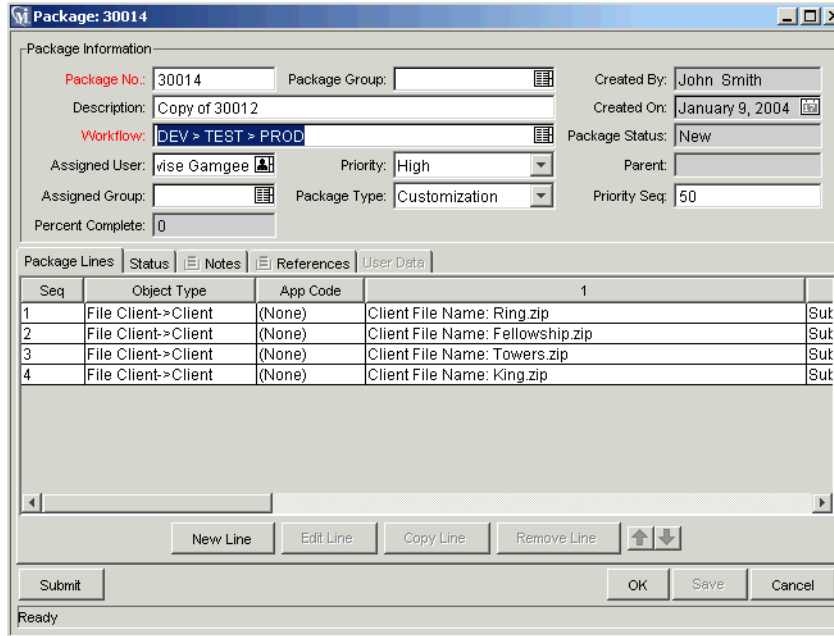 Package: 30014
Package Information
Package No.: 30014 Package Group: Created By: John Smith
Description: Copy of 30012 Created On: January 9, 2004
Workflow: DEV > TEST > PROD Package Status: New
Assigned User: wise Gamgee Priority: High Parent:
Assigned Group: Package Type: Customization Priority Seq: 50
Percent Complete: 0
Package Lines Status Notes References User Data
Seq Object Type App Code 1
1 File Client->Client (None) Client File Name: Ring.zip Sub
2 File Client->Client (None) Client File Name: Fellowship.zip Sub
3 File Client->Client (None) Client File Name: Towers.zip Sub
4 File Client->Client (None) Client File Name: King.zip Sub
New Line Edit Line Copy Line Remove Line
Submit OK Save Cancel
Ready